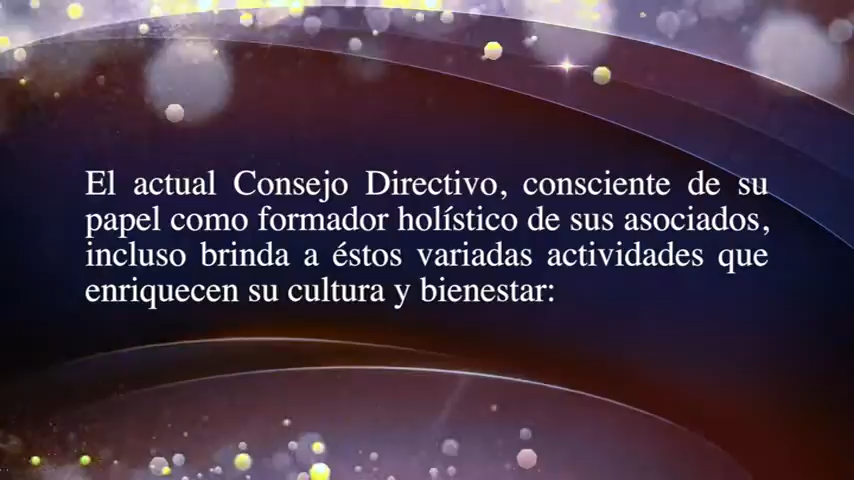 El actual Consejo Directivo, consciente de su
papel como formador holístico de sus asociados,
incluso brinda a éstos variadas actividades que
enriquecen su cultura y bienestar: